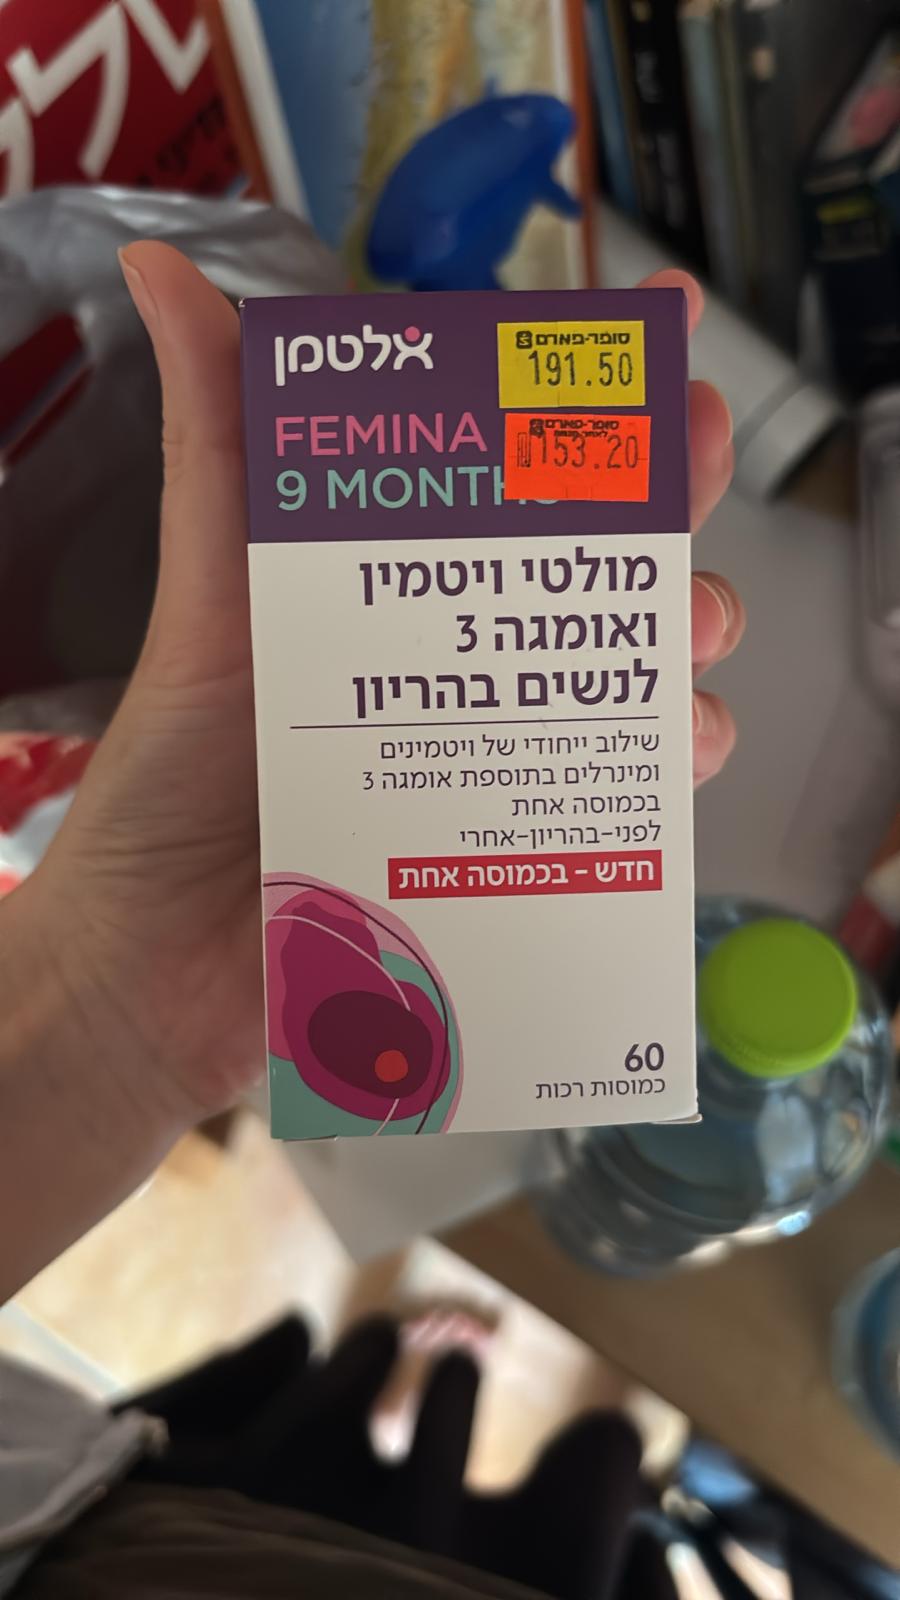 אלטמן
סופר-פארם
191.50
FEMINA
סופר-פארם
₪153.20
9 MONTHS
מולטי ויטמין
ואומגה 3
לנשים בהריון
שילוב ייחודי של ויטמינים
ומינרלים בתוספת אומגה 3
בכמוסה אחת
לפני-בהריון-אחרי
חדש - בכמוסה אחת
60
כמוסות רכות